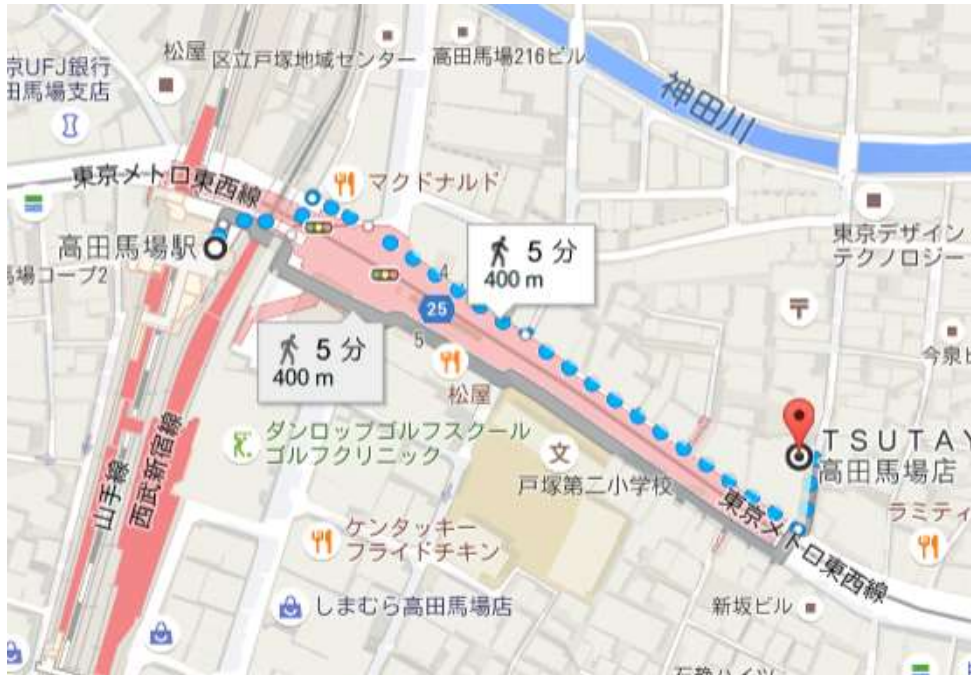 松屋
区立戸塚地域センター
高田馬場216ビル
京UFJ銀行
田馬場支店
神田川
東京メトロ東西線
マクドナルド
高田馬場駅
馬場コープ2
4
5 分
400 m
東京デザイン
テクノロジー
25
5
5 分
400 m
松屋
今泉ビ
ダンロップゴルフスクール
ゴルフクリニック
文
戸塚第二小学校
TSUTAY
高田馬場店
山手線
西武新宿線
東京メトロ東西線
ラミティ
ケンタッキー
フライドチキン
しまむら高田馬場店
新坂ビル